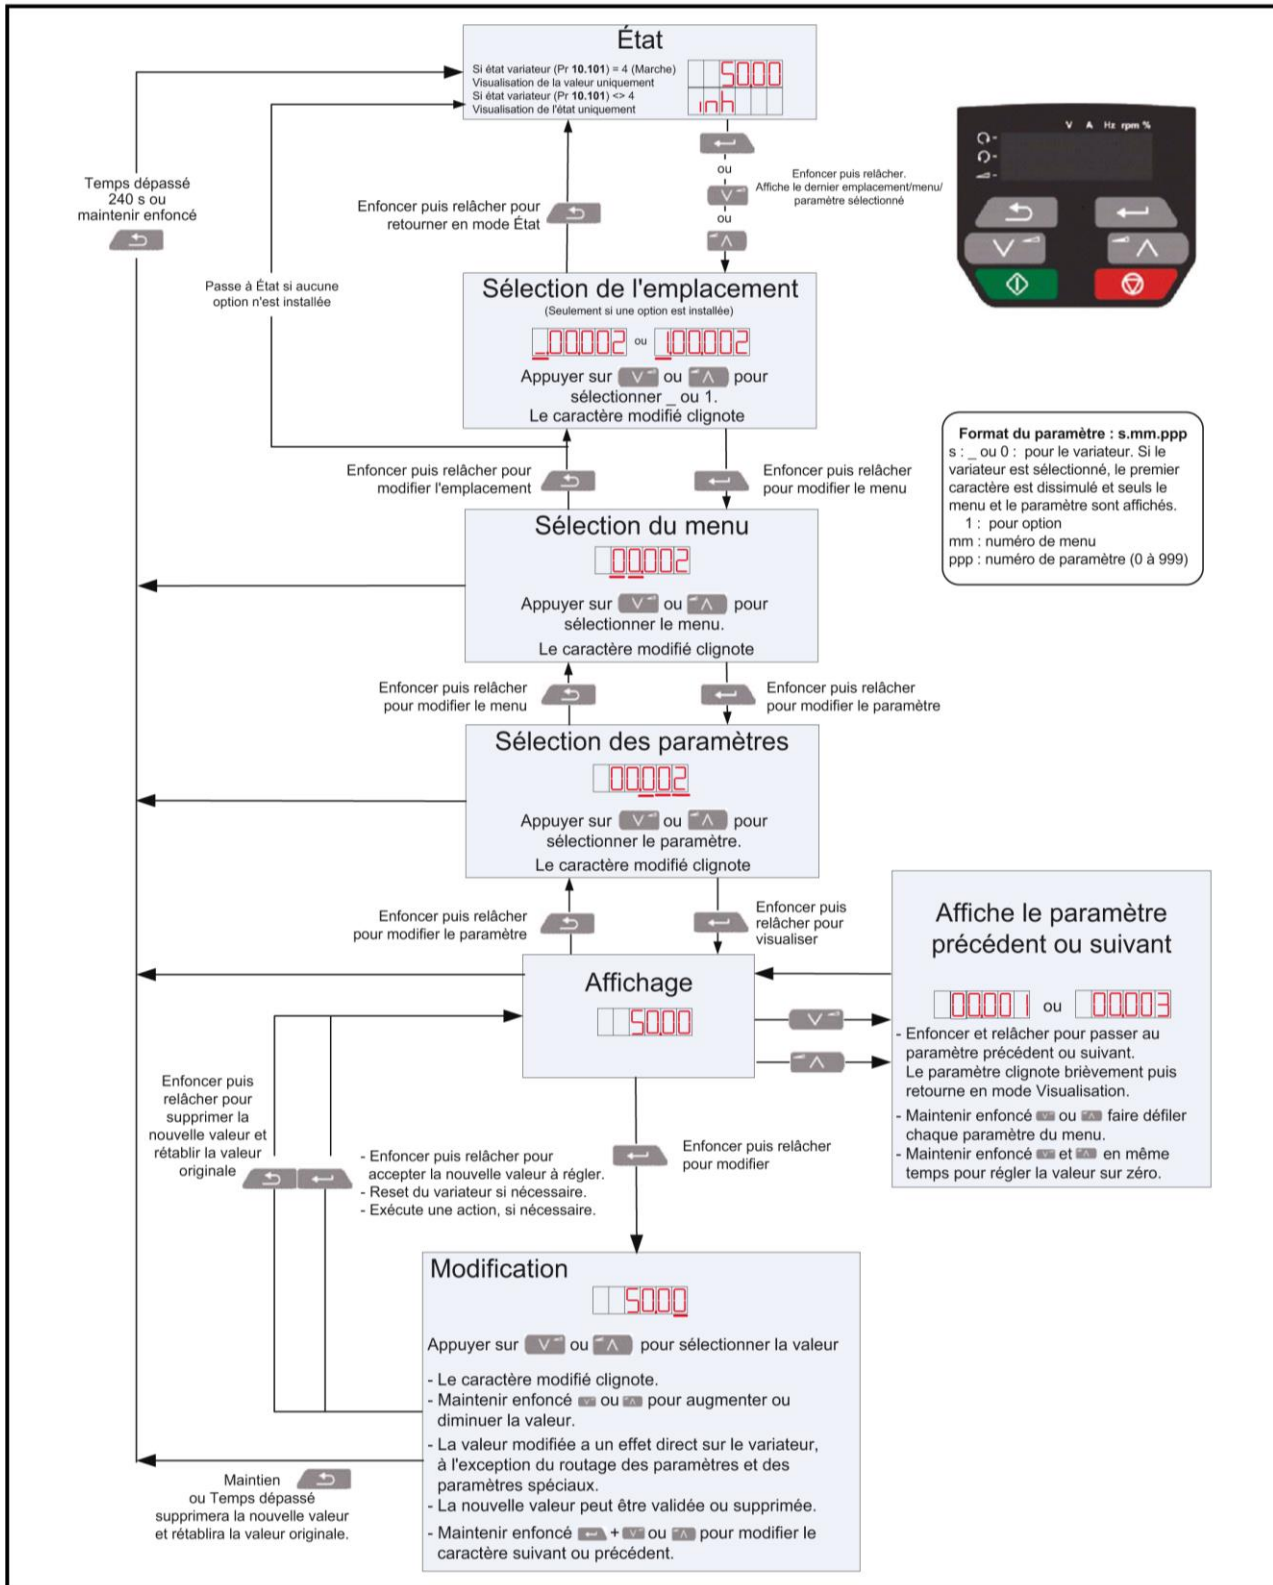 État
Si état variateur (Pr 10.101) = 4 (Marche)
Visualisation de la valeur uniquement
Si état variateur (Pr 10.101) <> 4
Visualisation de l'état uniquement
50.00
inh
V A Hz rpm %
Temps dépassé
240 s ou
maintenir enfoncé
Enfoncer puis relâcher pour
retourner en mode État
ou
ou
Enfoncer puis relâcher.
Affiche le dernier emplacement/menu/
paramètre sélectionné
Passe à État si aucune
option n'est installée
Sélection de l'emplacement
(Seulement si une option est installée)
_.00.002 ou 1.00.002
Appuyer sur ou pour
sélectionner _ ou 1.
Le caractère modifié clignote
Format du paramètre : s.mm.ppp
s : _ ou 0 : pour le variateur. Si le
variateur est sélectionné, le premier
caractère est dissimulé et seuls le
menu et le paramètre sont affichés.
1 : pour option
mm : numéro de menu
ppp : numéro de paramètre (0 à 999)
Enfoncer puis relâcher pour
modifier l'emplacement
Enfoncer puis relâcher
pour modifier le menu
Sélection du menu
00.002
Appuyer sur ou pour
sélectionner le menu.
Le caractère modifié clignote
Enfoncer puis relâcher
pour modifier le menu
Enfoncer puis relâcher
pour modifier le paramètre
Sélection des paramètres
00.002
Appuyer sur ou pour
sélectionner le paramètre.
Le caractère modifié clignote
Enfoncer puis relâcher
pour modifier le paramètre
Enfoncer puis
relâcher pour
visualiser
Affichage
50.00
Affiche le paramètre
précédent ou suivant
00.001 ou 00.003
- Enfoncer et relâcher pour passer au
paramètre précédent ou suivant.
Le paramètre clignote brièvement puis
retourne en mode Visualisation.
- Maintenir enfoncé ou faire défiler
chaque paramètre du menu.
- Maintenir enfoncé et en même
temps pour régler la valeur sur zéro.
Enfoncer puis
relâcher pour
supprimer la
nouvelle valeur et
rétablir la valeur
originale
- Enfoncer puis relâcher pour
accepter la nouvelle valeur à régler.
- Reset du variateur si nécessaire.
- Exécute une action, si nécessaire.
Enfoncer puis relâcher
pour modifier
Modification
50.00
Appuyer sur ou pour sélectionner la valeur
- Le caractère modifié clignote.
- Maintenir enfoncé ou pour augmenter ou
diminuer la valeur.
- La valeur modifiée a un effet direct sur le variateur,
à l'exception du routage des paramètres et des
paramètres spéciaux.
- La nouvelle valeur peut être validée ou supprimée.
- Maintenir enfoncé + ou pour modifier le
caractère suivant ou précédent.
Maintien
ou Temps dépassé
supprimera la nouvelle valeur
et rétablira la valeur originale.